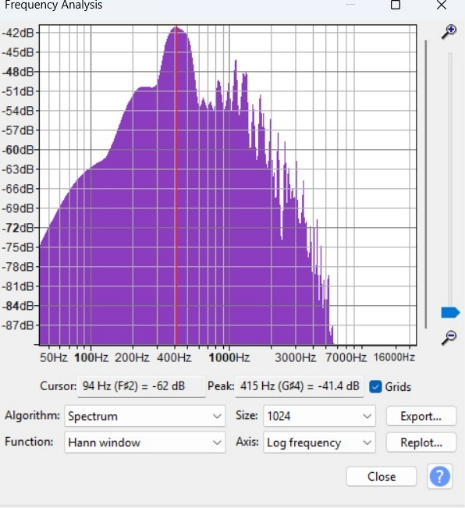 Frequency Analysis
-42dB
-45dB
-48dB
-51dB
-54dB
-57dB
-60dB
-63dB
-66dB
-69dB
-72dB
-75dB
-78dB
-81dB
-84dB
-87dB
50Hz 100Hz 200Hz 400Hz 1000Hz 3000Hz 7000Hz 16000Hz
Cursor: 94 Hz (F♯2) = -62 dB Peak: 415 Hz (G♯4) = -41.4 dB Grids
Algorithm: Spectrum Size: 1024 Export...
Function: Hann window Axis: Log frequency Replot...
Close ?